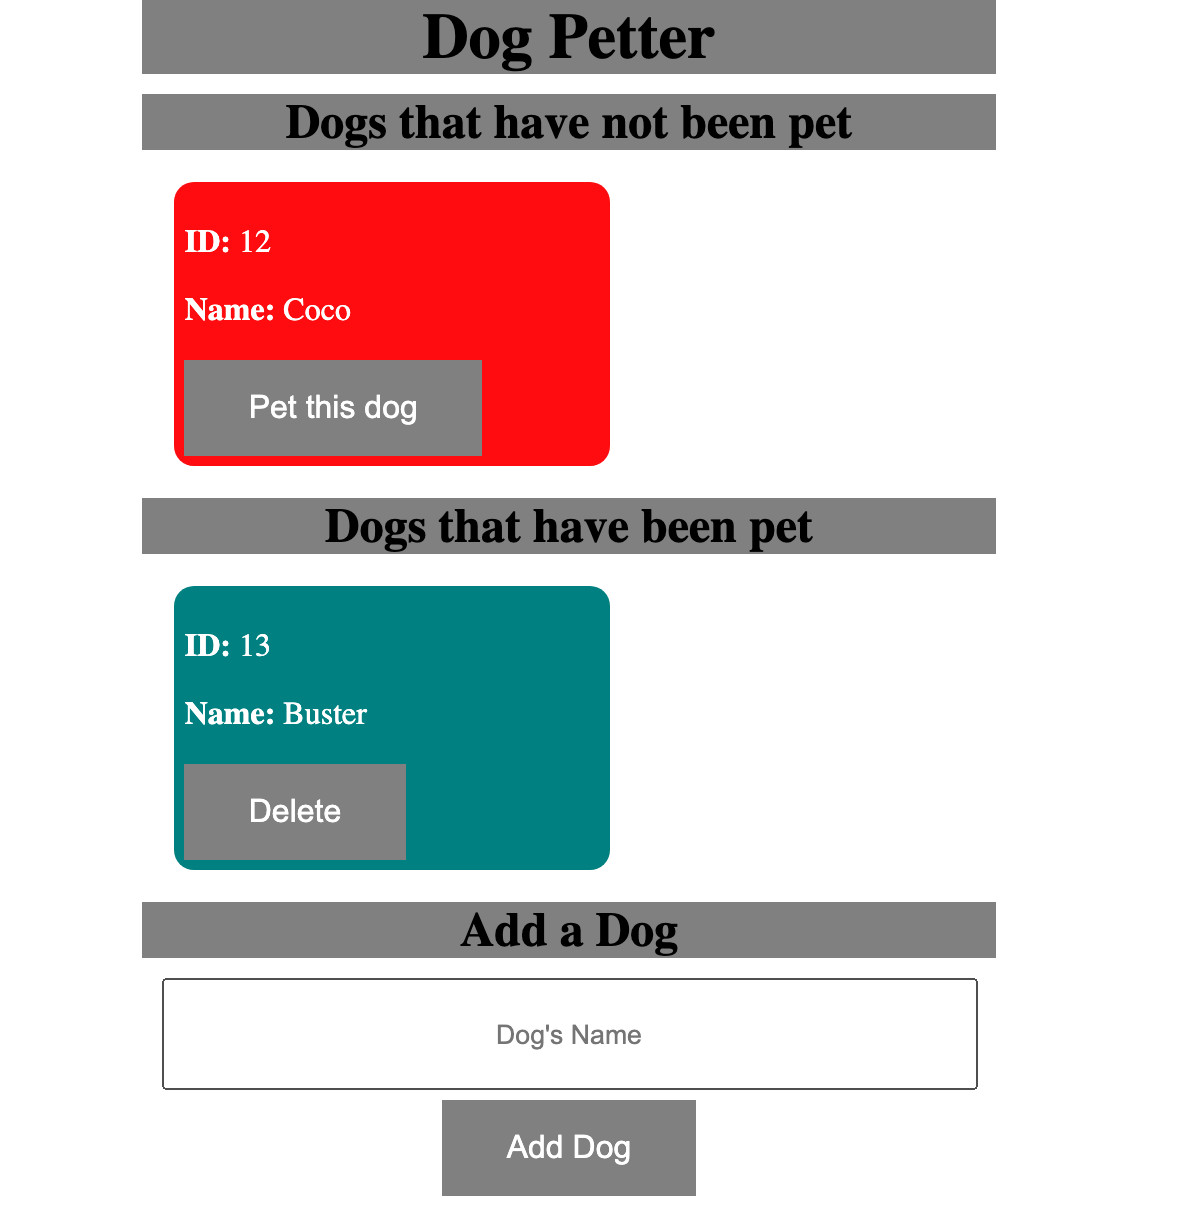 Dog Petter
Dogs that have not been pet
ID: 12
Name: Coco
Pet this dog
Dogs that have been pet
ID: 13
Name: Buster
Delete
Add a Dog
Dog's Name
Add Dog